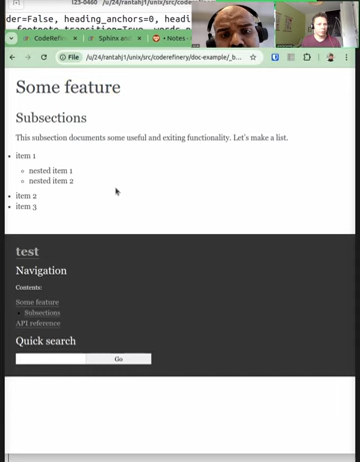 der=False, heading_anchors=0, headi
CodeRefin
Sphinx and
Notes -
File
/u/24/rantahj1/unix/src/coderefinery/doc-example/_b...
Some feature
Subsections
This subsection documents some useful and exiting functionality. Let's make a list.
item 1
nested item 1
nested item 2
item 2
item 3
test
Navigation
Contents:
Some feature
Subsections
API reference
Quick search
Go